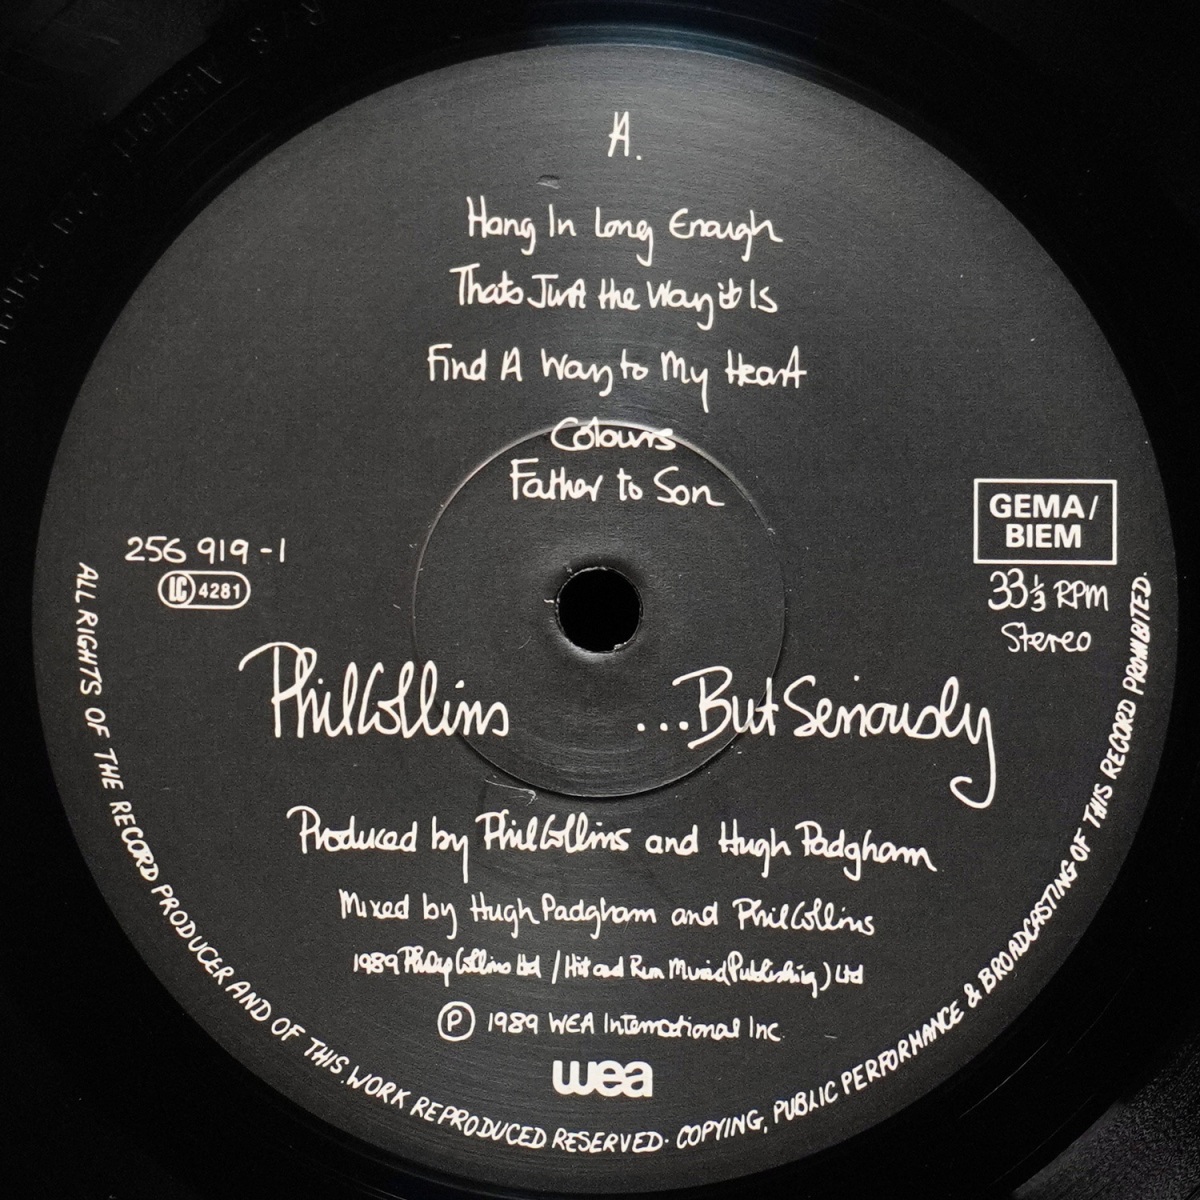 A.
Hang In Long Enough
Thats Just the Way it Is
Find A Way to My Heart
Colours
Father to Son
256 919 - 1
LC 4281
GEMA/
BIEM
33 1/3 RPM
Stereo
Phil Collins
...But Seriously
Produced by Phil Collins and Hugh Padgham
Mixed by Hugh Padgham and Phil Collins
1989 Philip Collins Ltd / Hit and Run Music (Publishing) Ltd
Ⓟ 1989 WEA International Inc.
wea
ALL RIGHTS OF THE RECORD PRODUCER AND OF THIS WORK REPRODUCED RESERVED· COPYING, PUBLIC PERFORMANCE & BROADCASTING OF THIS RECORD PROHIBITED·